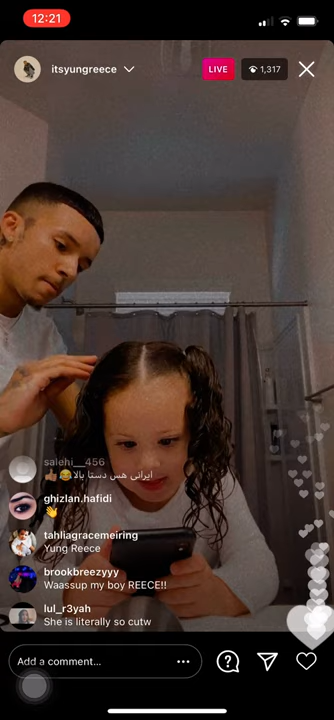 12:21
itsyungreece
LIVE
1,317
salehi__456
ایرانی هس دستا بالا😂👍🏽
ghizlan.hafidi
👋
tahliagracemeiring
Yung Reece
brookbreezyyy
Waassup my boy REECE!!
lul_r3yah
She is literally so cutw
Add a comment...